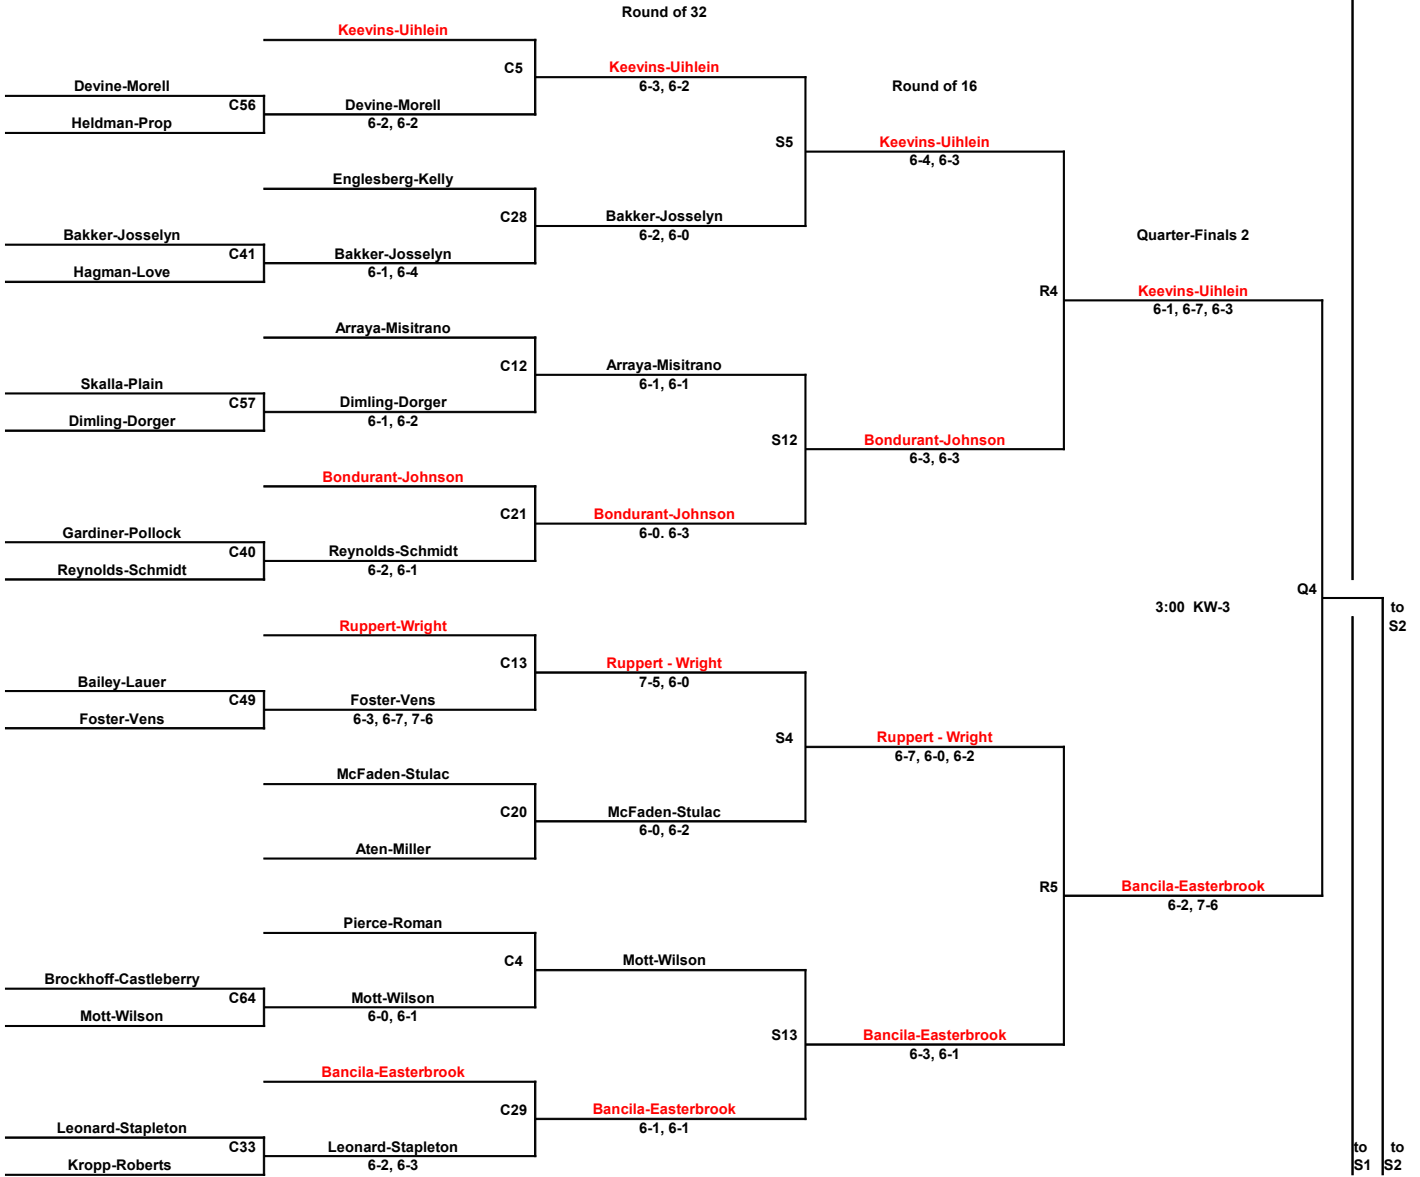 Round of 32
Keevins-Uihlein
C5
Keevins-Uihlein
6-3, 6-2
Round of 16
Devine-Morell
C56
Devine-Morell
6-2, 6-2
Heldman-Prop
S5
Keevins-Uihlein
6-4, 6-3
Englesberg-Kelly
C28
Bakker-Josselyn
6-2, 6-0
Bakker-Josselyn
C41
Bakker-Josselyn
6-1, 6-4
Hagman-Love
Quarter-Finals 2
R4
Keevins-Uihlein
6-1, 6-7, 6-3
Arraya-Misitrano
C12
Arraya-Misitrano
6-1, 6-1
Skalla-Plain
C57
Dimling-Dorger
6-1, 6-2
Dimling-Dorger
S12
Bondurant-Johnson
6-3, 6-3
Bondurant-Johnson
C21
Bondurant-Johnson
6-0. 6-3
Gardiner-Pollock
C40
Reynolds-Schmidt
6-2, 6-1
Reynolds-Schmidt
Q4
3:00 KW-3
to
S2
Ruppert-Wright
C13
Ruppert - Wright
7-5, 6-0
Bailey-Lauer
C49
Foster-Vens
6-3, 6-7, 7-6
Foster-Vens
S4
Ruppert - Wright
6-7, 6-0, 6-2
McFaden-Stulac
C20
McFaden-Stulac
6-0, 6-2
Aten-Miller
R5
Bancila-Easterbrook
6-2, 7-6
Pierce-Roman
C4
Mott-Wilson
Brockhoff-Castleberry
C64
Mott-Wilson
6-0, 6-1
Mott-Wilson
S13
Bancila-Easterbrook
6-3, 6-1
Bancila-Easterbrook
C29
Bancila-Easterbrook
6-1, 6-1
Leonard-Stapleton
C33
Leonard-Stapleton
6-2, 6-3
Kropp-Roberts
to
S1
to
S2